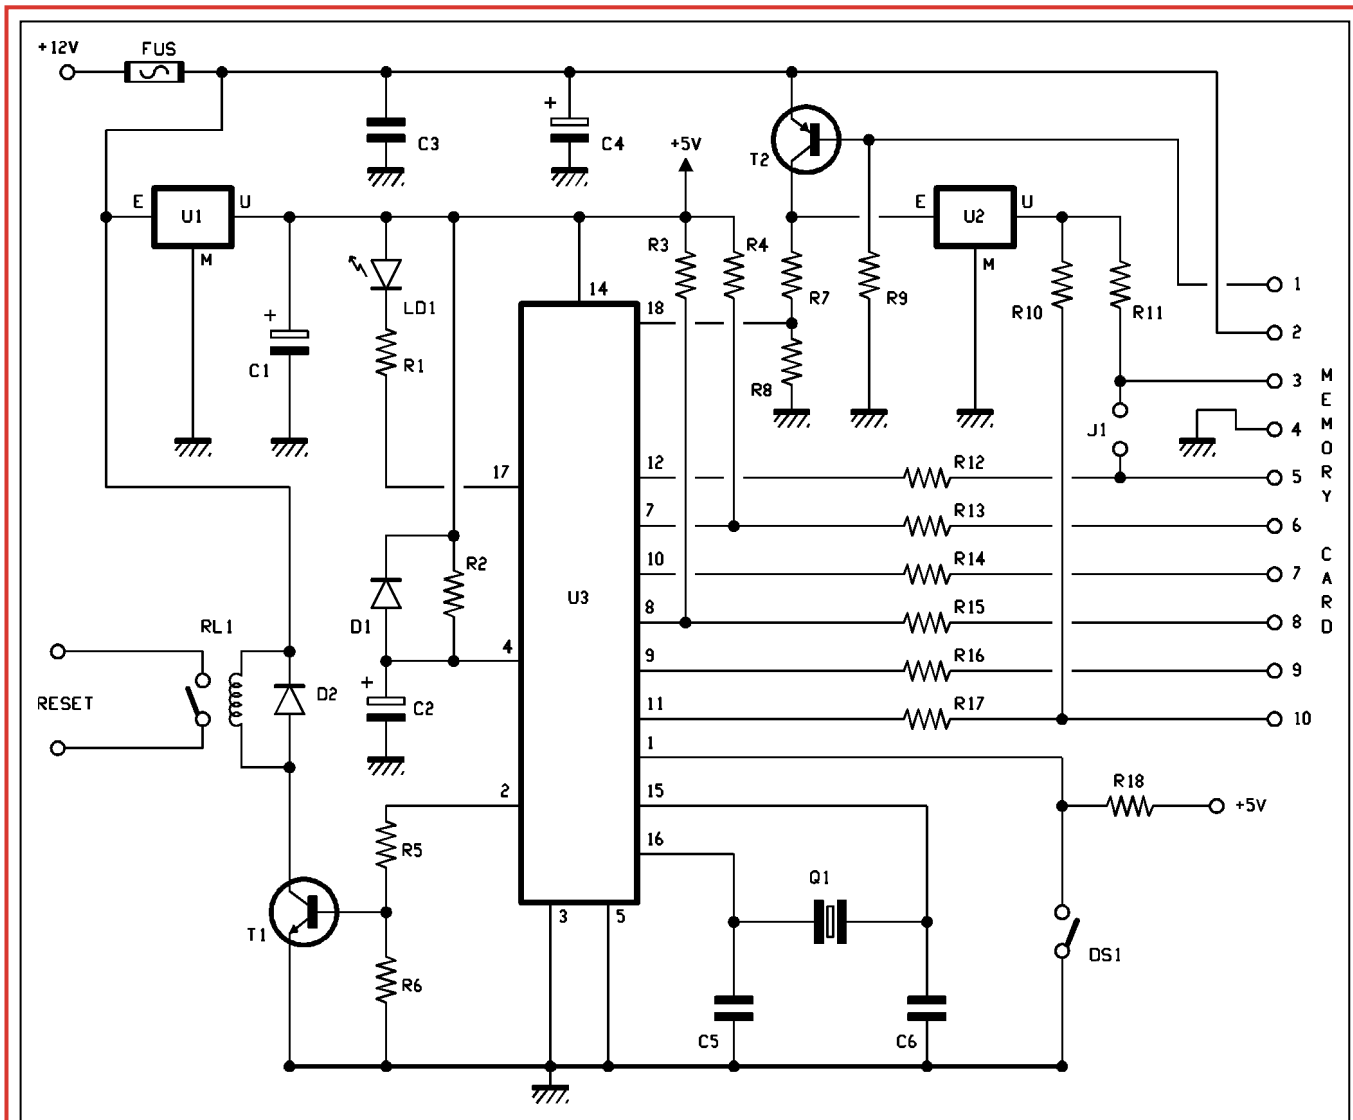 +12V
FUS
C3
+
C4
+5V
T2
E
U1
U
M
R3
R4
E
U2
U
M
LD1
14
18
R7
R9
R10
R11
1
2
+
C1
R1
R8
3
4
J1
17
12
R12
5
7
R13
6
10
R14
7
R2
U3
8
R15
8
MEMORY CARD
RL1
D1
4
9
R16
9
RESET
D2
+
C2
11
R17
10
1
2
15
R18
+5V
R5
16
Q1
T1
3
5
DS1
R6
C5
C6